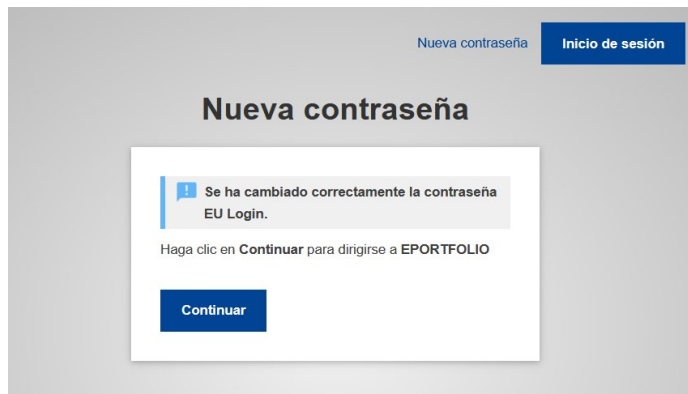 Nueva contraseña
Inicio de sesión
Nueva contraseña
Se ha cambiado correctamente la contraseña
EU Login.
Haga clic en Continuar para dirigirse a EPORTFOLIO
Continuar